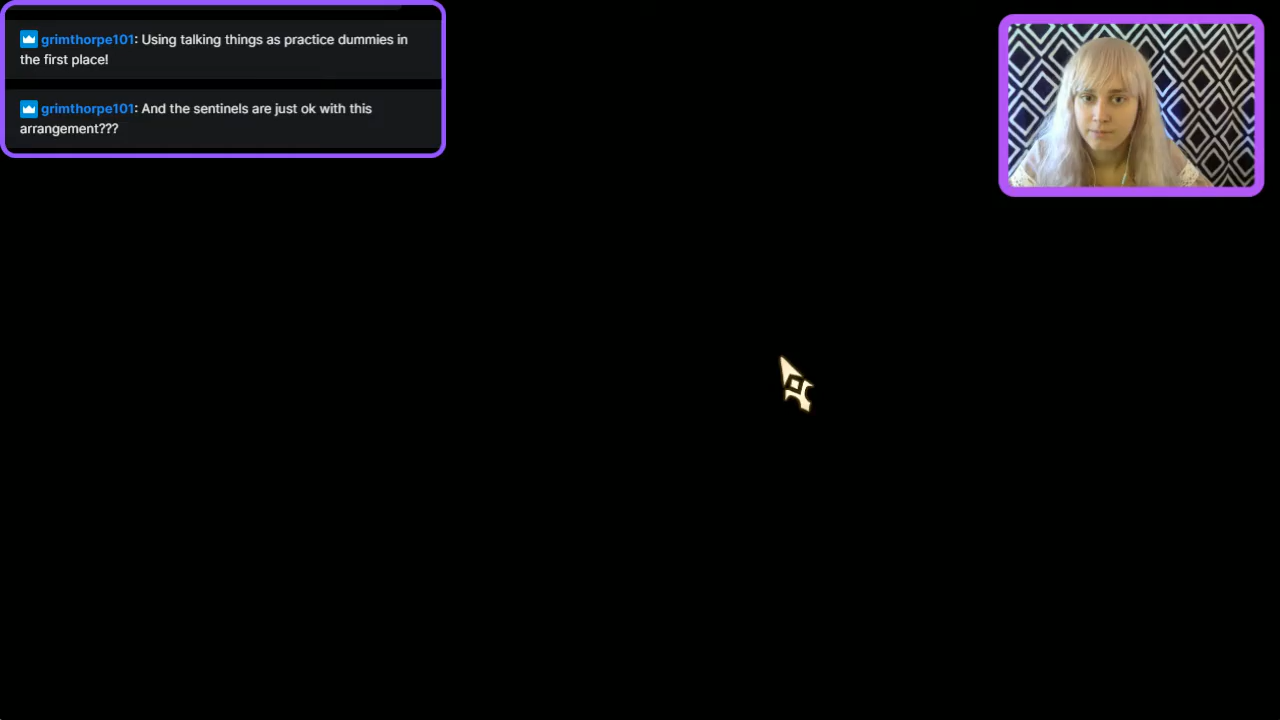 grimthorpe101: Using talking things as practice dummies in
the first place!
grimthorpe101: And the sentinels are just ok with this
arrangement???